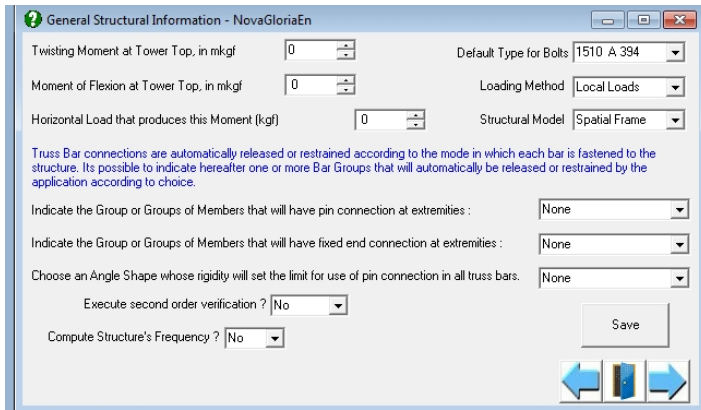 General Structural Information - NovaGloriaEn
Twisting Moment at Tower Top, in mkgf 0 Default Type for Bolts 1510 A 394
Moment of Flexion at Tower Top, in mkgf 0 Loading Method Local Loads
Horizontal Load that produces this Moment (kgf) 0 Structural Model Spatial Frame
Truss Bar connections are automatically released or restrained according to the mode in which each bar is fastened to the
structure. Its possible to indicate hereafter one or more Bar Groups that will automatically be released or restrained by the
application according to choice.
Indicate the Group or Groups of Members that will have pin connection at extremities : None
Indicate the Group or Groups of Members that will have fixed end connection at extremities : None
Choose an Angle Shape whose rigidity will set the limit for use of pin connection in all truss bars. None
Execute second order verification ? No
Save
Compute Structure's Frequency ? No